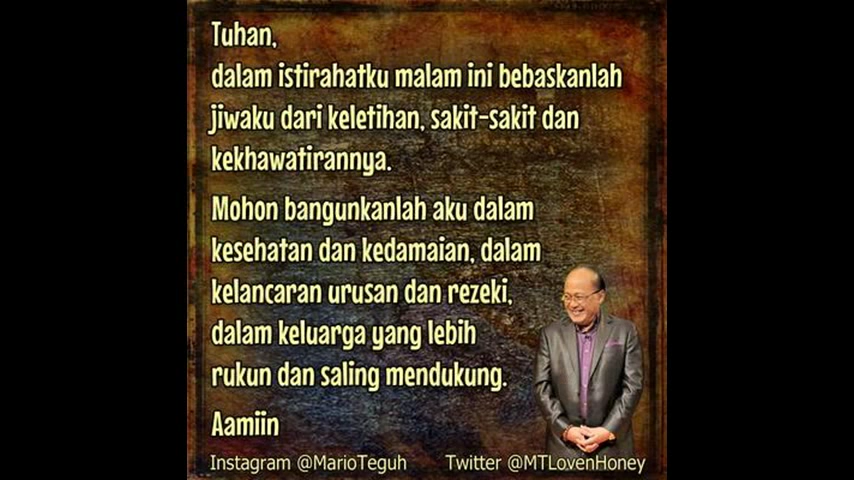 Tuhan,
dalam istirahatku malam ini bebaskanlah
jiwaku dari keletihan, sakit-sakit dan
kekhawatirannya.
Mohon bangunkanlah aku dalam
kesehatan dan kedamaian, dalam
kelancaran urusan dan rezeki,
dalam keluarga yang lebih
rukun dan saling mendukung.
Aamiin
Instagram @MarioTeguh Twitter @MTLovenHoney